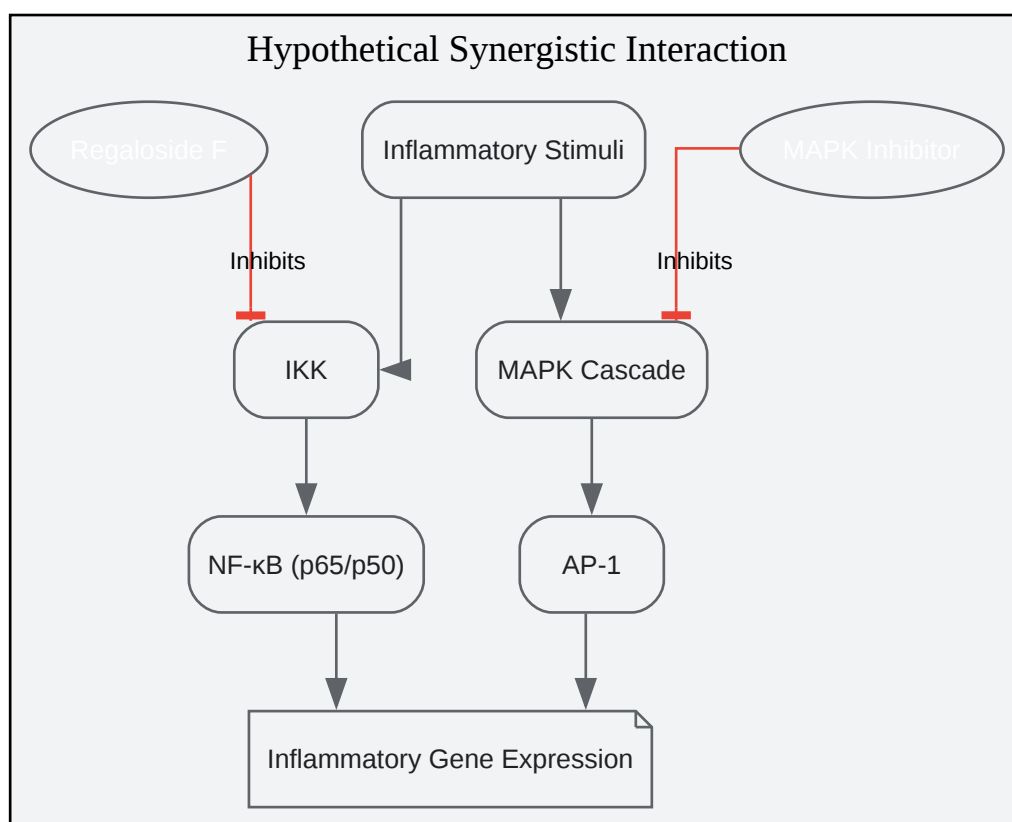 Hypothetical Synergistic Interaction
Regaloside F
Inflammatory Stimuli
MAPK Inhibitor
Inhibits
Inhibits
IKK
MAPK Cascade
NF-κB (p65/p50)
AP-1
Inflammatory Gene Expression